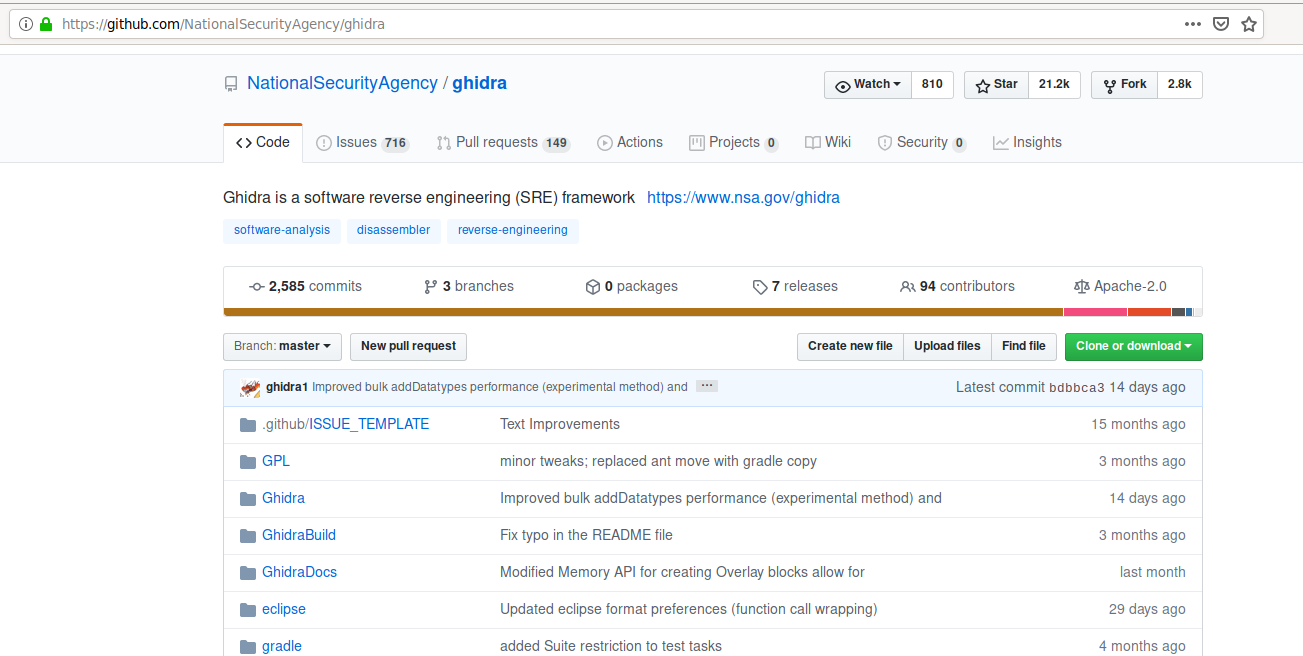 https://github.com/NationalSecurityAgency/ghidra
NationalSecurityAgency / ghidra Watch 810 Star 21.2k Fork 2.8k
Code Issues 716 Pull requests 149 Actions Projects 0 Wiki Security 0 Insights
Ghidra is a software reverse engineering (SRE) framework https://www.nsa.gov/ghidra
software-analysis disassembler reverse-engineering
2,585 commits 3 branches 0 packages 7 releases 94 contributors Apache-2.0
Branch: master New pull request Create new file Upload files Find file Clone or download
ghidra1 Improved bulk addDatatypes performance (experimental method) and ... Latest commit bdbbca3 14 days ago
.github/ISSUE_TEMPLATE Text Improvements 15 months ago
GPL minor tweaks; replaced ant move with gradle copy 3 months ago
Ghidra Improved bulk addDatatypes performance (experimental method) and 14 days ago
GhidraBuild Fix typo in the README file 3 months ago
GhidraDocs Modified Memory API for creating Overlay blocks allow for last month
eclipse Updated eclipse format preferences (function call wrapping) 29 days ago
gradle added Suite restriction to test tasks 4 months ago